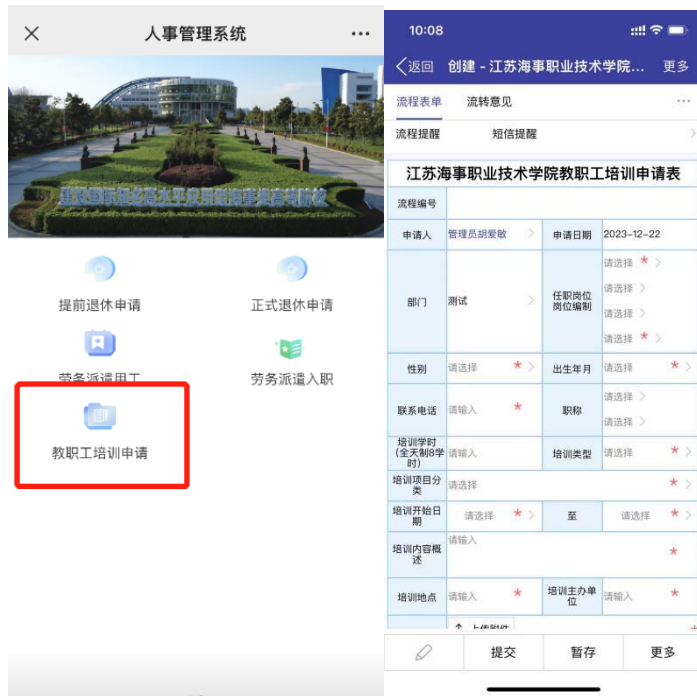 人事管理系统
提前退休申请
正式退休申请
劳务派遣用工
劳务派遣入职
教职工培训申请
10:08
返回 创建 - 江苏海事职业技术学院... 更多
流程表单 流转意见
流程提醒 短信提醒
江苏海事职业技术学院教职工培训申请表
流程编号
申请人 管理员胡爱敏 申请日期 2023-12-22
部门 测试 任职岗位
岗位编制
请选择 *
请选择
请选择
请选择 *
性别 请选择 * 出生年月 请选择 *
联系电话 请输入 * 职称
请选择
请选择
培训学时
(全天制8学
时)
请输入 培训类型 请选择 *
培训项目分
类
请选择 *
培训开始日
期
请选择 * 至 请选择 *
培训内容概
述
请输入 *
培训地点 请输入 * 培训主办单
位
请输入 *
上传附件
提交 暂存 更多